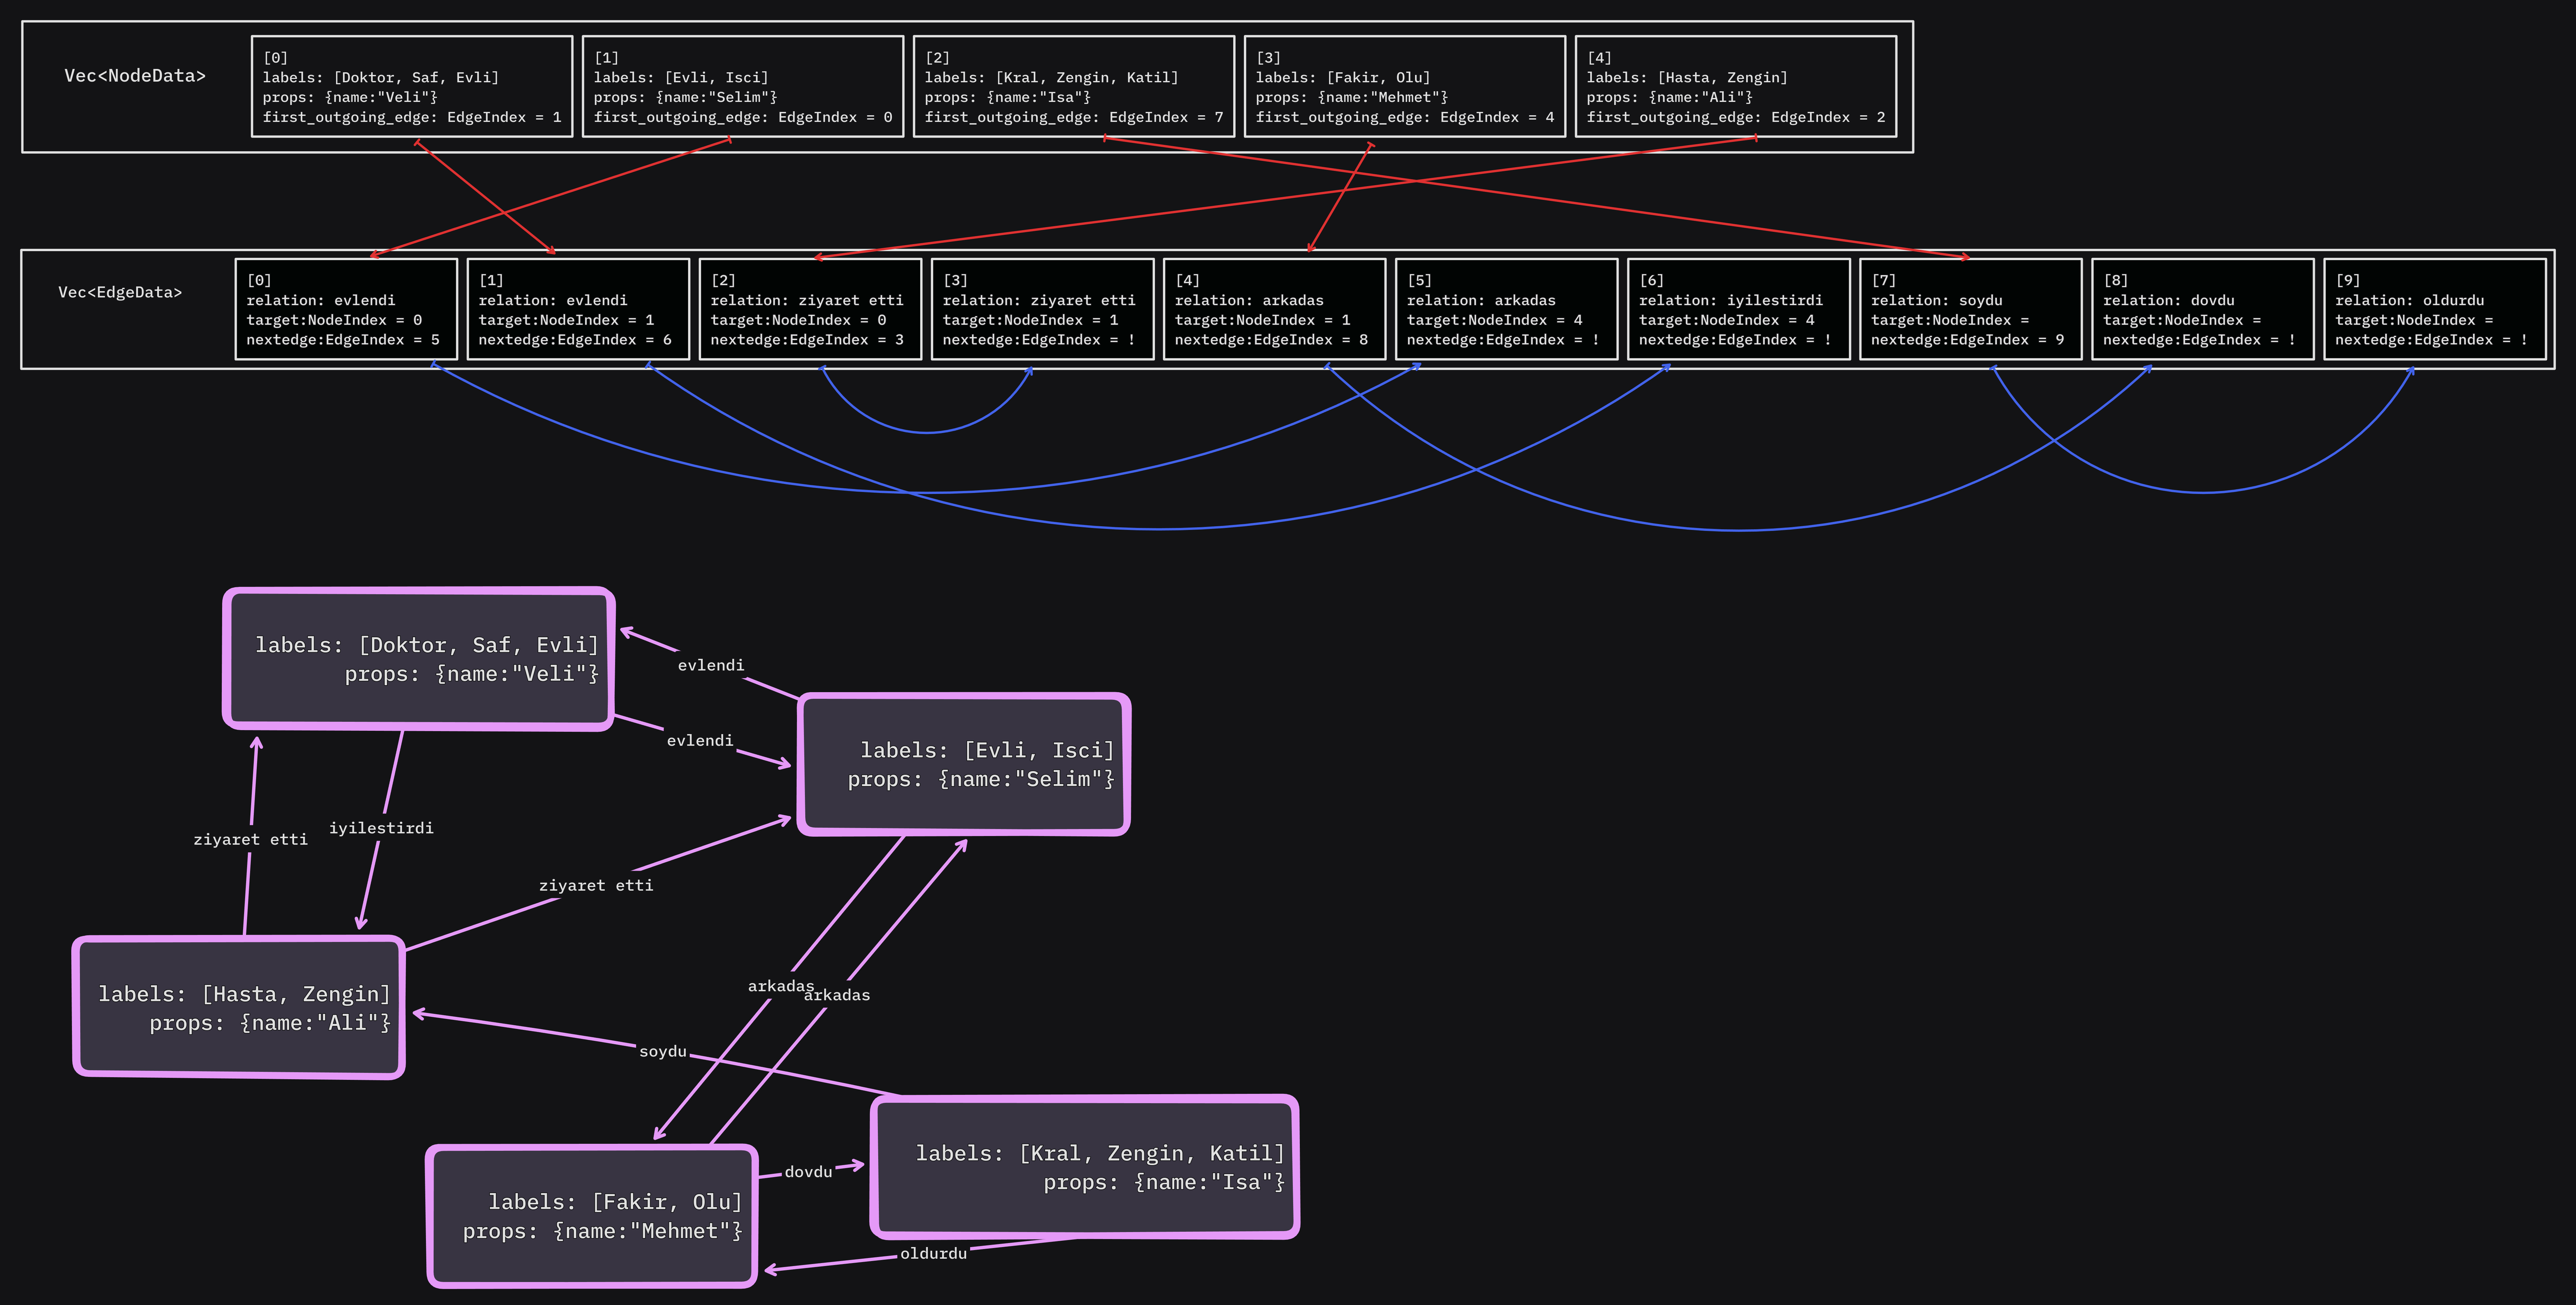 Vec<NodeData>
[0]
labels: [Doktor, Saf, Evli]
props: {name:"Veli"}
first_outgoing_edge: EdgeIndex = 1
[1]
labels: [Evli, Isci]
props: {name:"Selim"}
first_outgoing_edge: EdgeIndex = 0
[2]
labels: [Kral, Zengin, Katil]
props: {name:"Isa"}
first_outgoing_edge: EdgeIndex = 7
[3]
labels: [Fakir, Olu]
props: {name:"Mehmet"}
first_outgoing_edge: EdgeIndex = 4
[4]
labels: [Hasta, Zengin]
props: {name:"Ali"}
first_outgoing_edge: EdgeIndex = 2
Vec<EdgeData>
[0]
relation: evlendi
target:NodeIndex = 0
nextedge:EdgeIndex = 5
[1]
relation: evlendi
target:NodeIndex = 1
nextedge:EdgeIndex = 6
[2]
relation: ziyaret etti
target:NodeIndex = 0
nextedge:EdgeIndex = 3
[3]
relation: ziyaret etti
target:NodeIndex = 1
nextedge:EdgeIndex = !
[4]
relation: arkadas
target:NodeIndex = 1
nextedge:EdgeIndex = 8
[5]
relation: arkadas
target:NodeIndex = 4
nextedge:EdgeIndex = !
[6]
relation: iyilestirdi
target:NodeIndex = 4
nextedge:EdgeIndex = !
[7]
relation: soydu
target:NodeIndex =
nextedge:EdgeIndex = 9
[8]
relation: dovdu
target:NodeIndex =
nextedge:EdgeIndex = !
[9]
relation: oldurdu
target:NodeIndex =
nextedge:EdgeIndex = !
labels: [Doktor, Saf, Evli]
props: {name:"Veli"}
evlendi
evlendi
labels: [Evli, Isci]
props: {name:"Selim"}
ziyaret etti
iyilestirdi
ziyaret etti
labels: [Hasta, Zengin]
props: {name:"Ali"}
arkadas
arkadas
soydu
labels: [Kral, Zengin, Katil]
props: {name:"Isa"}
dovdu
labels: [Fakir, Olu]
props: {name:"Mehmet"}
oldurdu